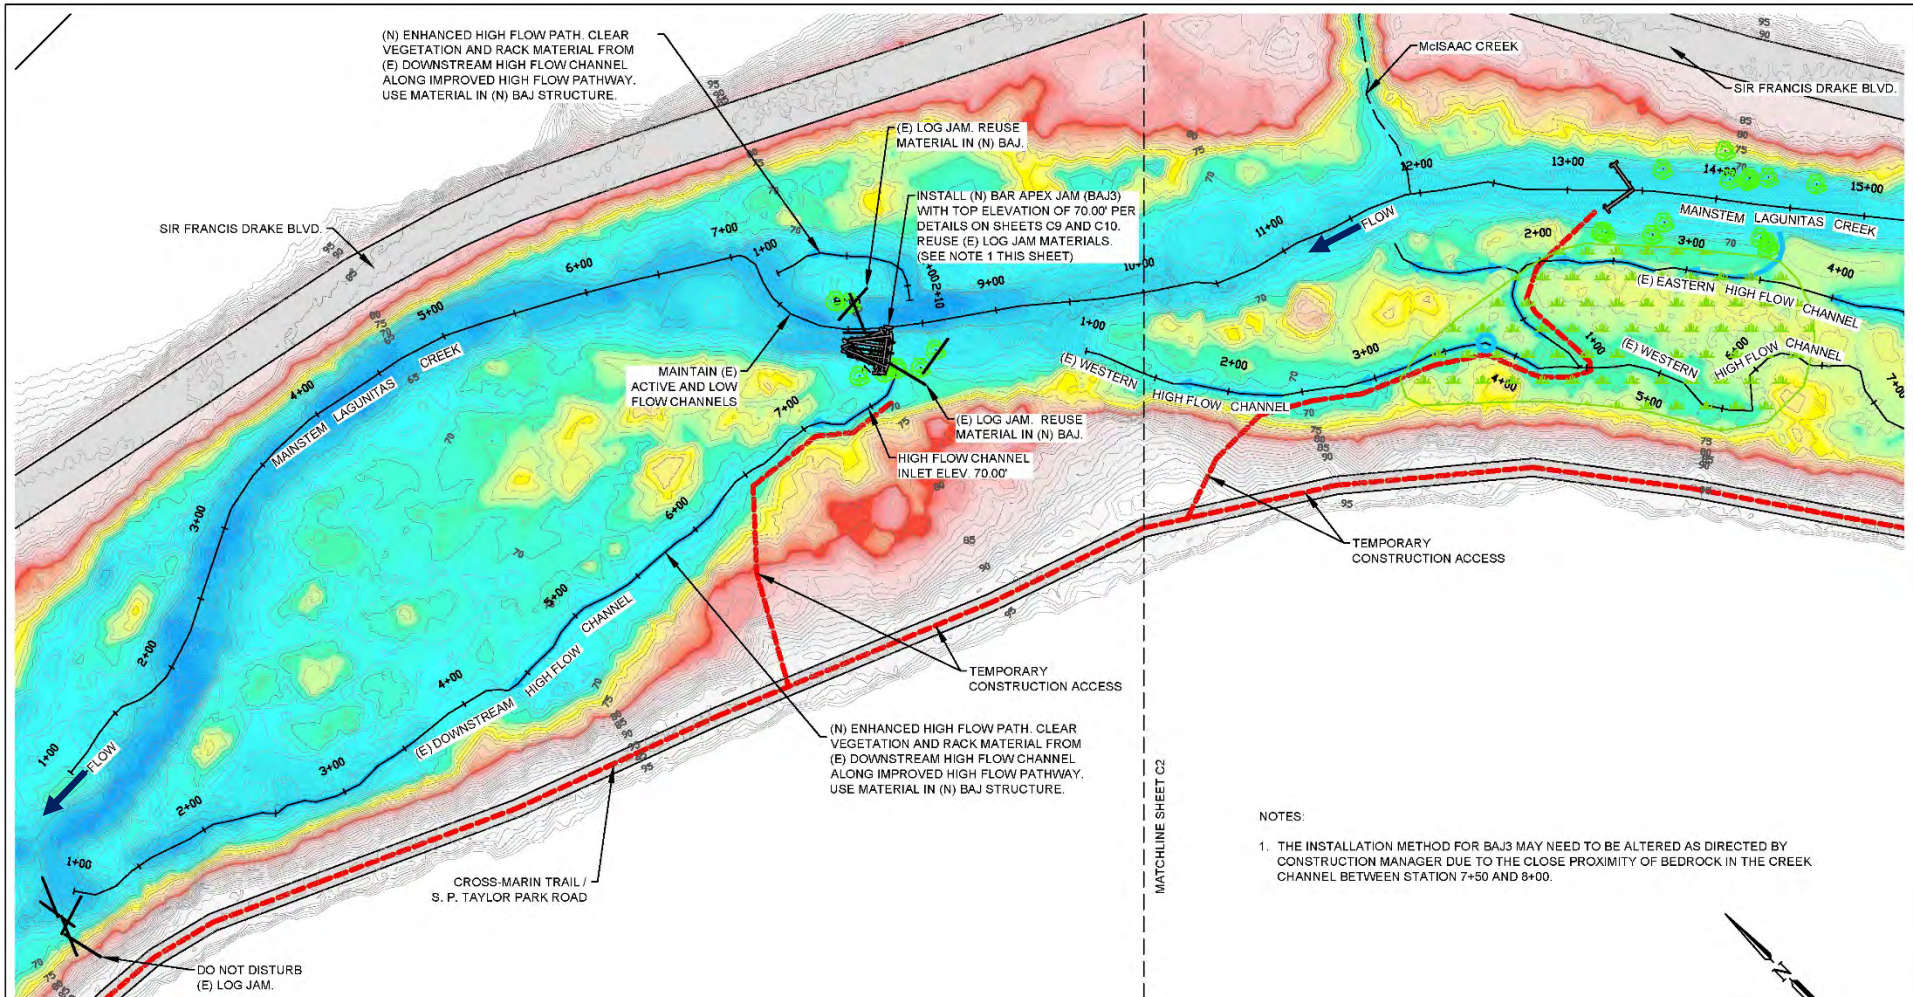 (N) ENHANCED HIGH FLOW PATH. CLEAR
VEGETATION AND RACK MATERIAL FROM
(E) DOWNSTREAM HIGH FLOW CHANNEL
ALONG IMPROVED HIGH FLOW PATHWAY.
USE MATERIAL IN (N) BAJ STRUCTURE.
McISAAC CREEK
SIR FRANCIS DRAKE BLVD.
(E) LOG JAM. REUSE
MATERIAL IN (N) BAJ.
INSTALL (N) BAR APEX JAM (BAJ3)
WITH TOP ELEVATION OF 70.00' PER
DETAILS ON SHEETS C9 AND C10.
REUSE (E) LOG JAM MATERIALS.
(SEE NOTE 1 THIS SHEET)
SIR FRANCIS DRAKE BLVD.
12+00
13+00
14+00
15+00
MAINSTEM LAGUNITAS CREEK
FLOW
11+00
10+00
9+00
2+10
7+00
1+00
6+00
5+00
4+00
3+00
2+00
1+00
MAINSTEM LAGUNITAS CREEK
65
FLOW
2+00
3+00
4+00
(E) EASTERN HIGH FLOW CHANNEL
1+00
1+00
2+00
3+00
4+00
5+00
6+00
7+00
(E) WESTERN HIGH FLOW CHANNEL
(E) WESTERN HIGH FLOW CHANNEL
MAINTAIN (E)
ACTIVE AND LOW
FLOW CHANNELS
(E) LOG JAM. REUSE
MATERIAL IN (N) BAJ.
HIGH FLOW CHANNEL
INLET ELEV. 70.00'
7+00
6+00
5+00
4+00
3+00
2+00
1+00
(E) DOWNSTREAM HIGH FLOW CHANNEL
TEMPORARY
CONSTRUCTION ACCESS
TEMPORARY
CONSTRUCTION ACCESS
(N) ENHANCED HIGH FLOW PATH. CLEAR
VEGETATION AND RACK MATERIAL FROM
(E) DOWNSTREAM HIGH FLOW CHANNEL
ALONG IMPROVED HIGH FLOW PATHWAY.
USE MATERIAL IN (N) BAJ STRUCTURE.
MATCHLINE SHEET C2
CROSS-MARIN TRAIL /
S. P. TAYLOR PARK ROAD
DO NOT DISTURB
(E) LOG JAM.
NOTES:
1. THE INSTALLATION METHOD FOR BAJ3 MAY NEED TO BE ALTERED AS DIRECTED BY
CONSTRUCTION MANAGER DUE TO THE CLOSE PROXIMITY OF BEDROCK IN THE CREEK
CHANNEL BETWEEN STATION 7+50 AND 8+00.
N